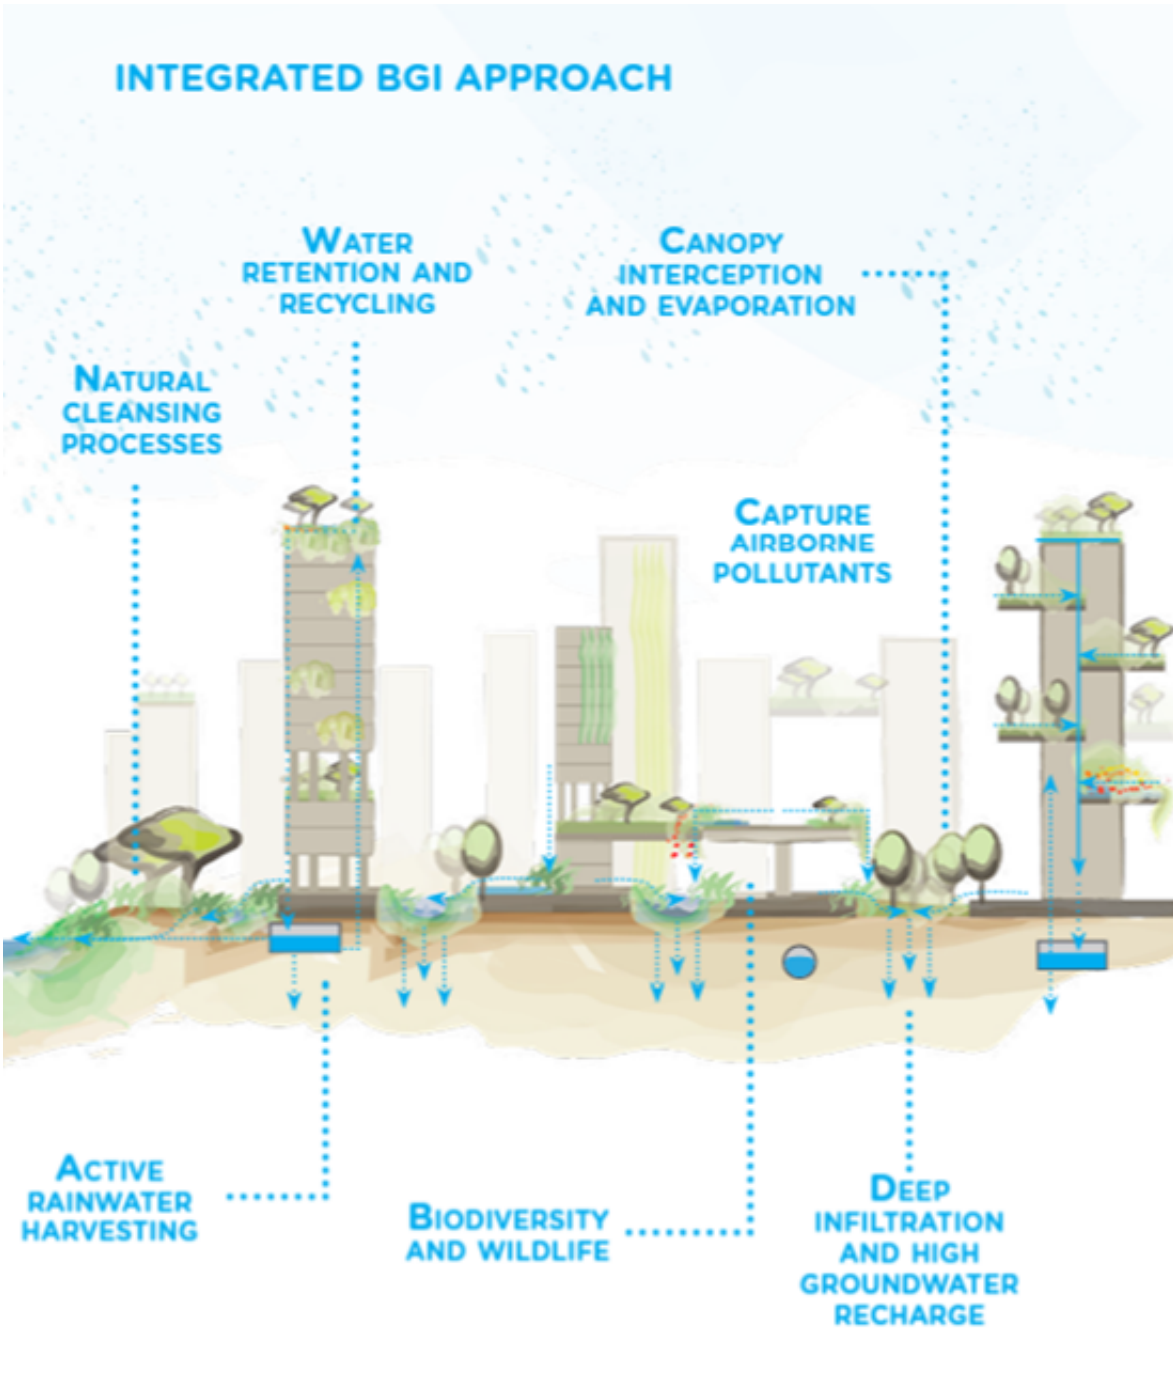 INTEGRATED BGI APPROACH
WATER
RETENTION AND
RECYCLING
CANOPY
INTERCEPTION
AND EVAPORATION
NATURAL
CLEANSING
PROCESSES
CAPTURE
AIRBORNE
POLLUTANTS
ACTIVE
RAINWATER
HARVESTING
BIODIVERSITY
AND WILDLIFE
DEEP
INFILTRATION
AND HIGH
GROUNDWATER
RECHARGE